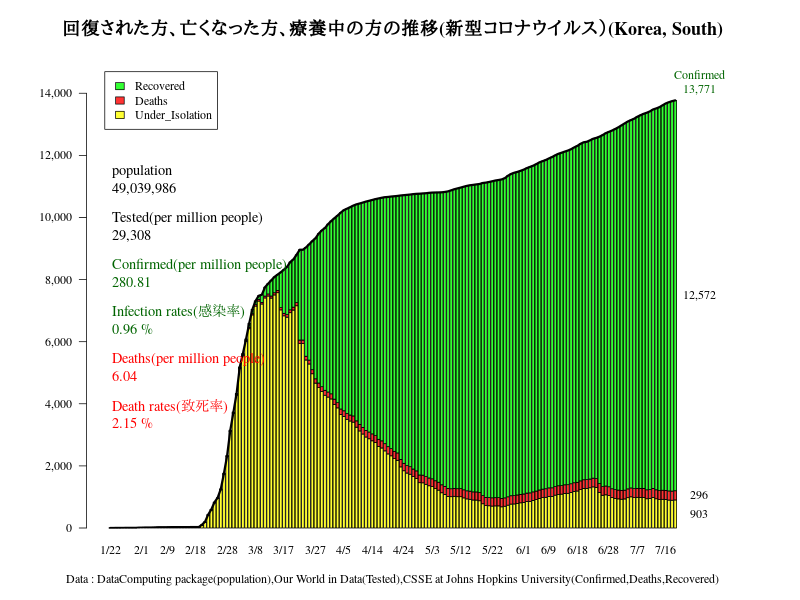 回復された方、亡くなった方、療養中の方の推移(新型コロナウイルス)(Korea, South)
Confirmed
13,771
Recovered
Deaths
Under_Isolation
14,000
12,000
10,000
8,000
6,000
4,000
2,000
0
population
49,039,986
Tested(per million people)
29,308
Confirmed(per million people)
280.81
Infection rates(感染率)
0.96 %
Deaths(per million people)
6.04
Death rates(致死率)
2.15 %
12,572
296
903
1/22 2/1 2/9 2/18 2/28 3/8 3/17 3/27 4/5 4/14 4/24 5/3 5/12 5/22 6/1 6/9 6/18 6/28 7/7 7/16
Data : DataComputing package(population),Our World in Data(Tested),CSSE at Johns Hopkins University(Confirmed,Deaths,Recovered)